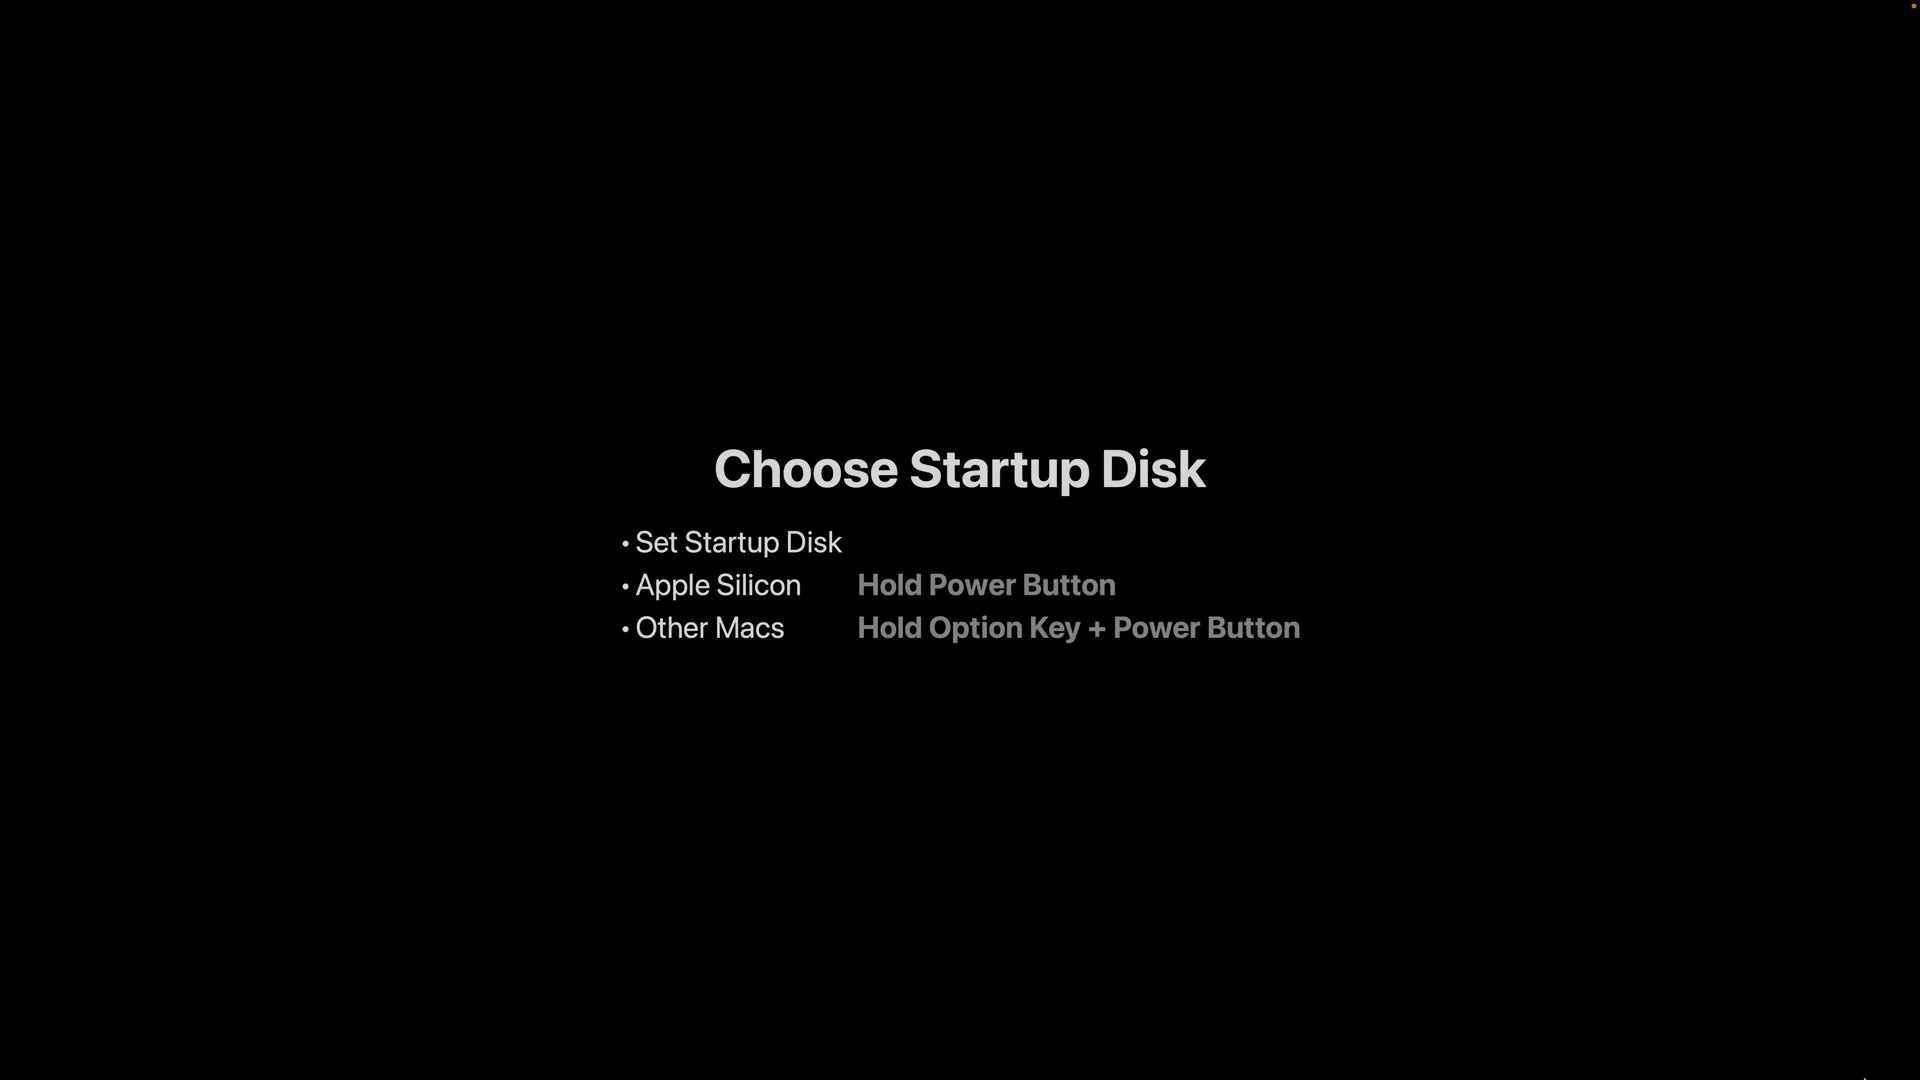 Choose Startup Disk
• Set Startup Disk
• Apple Silicon Hold Power Button
• Other Macs Hold Option Key + Power Button